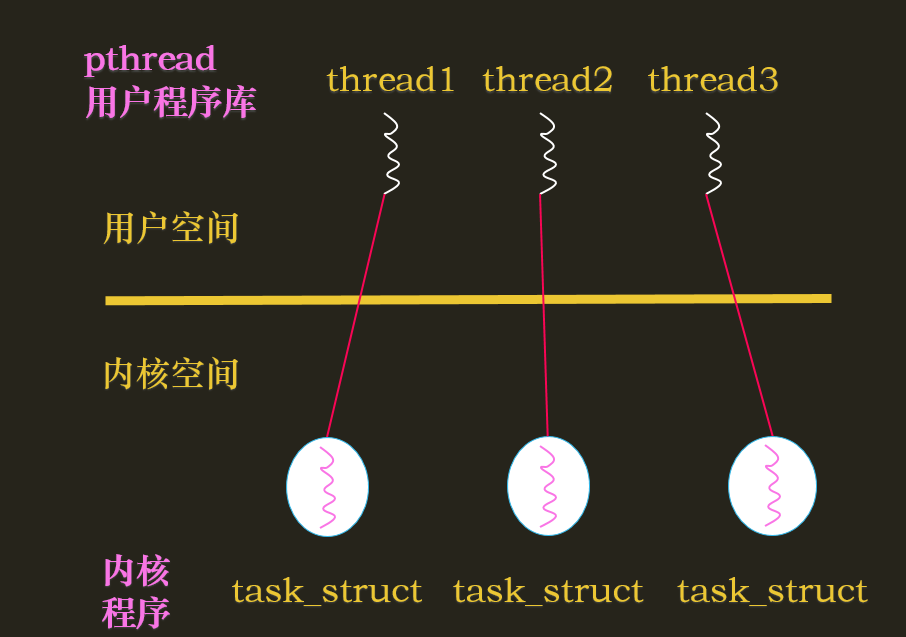 pthread
用户程序库
thread1 thread2 thread3
用户空间
内核空间
内核
程序
task_struct task_struct task_struct